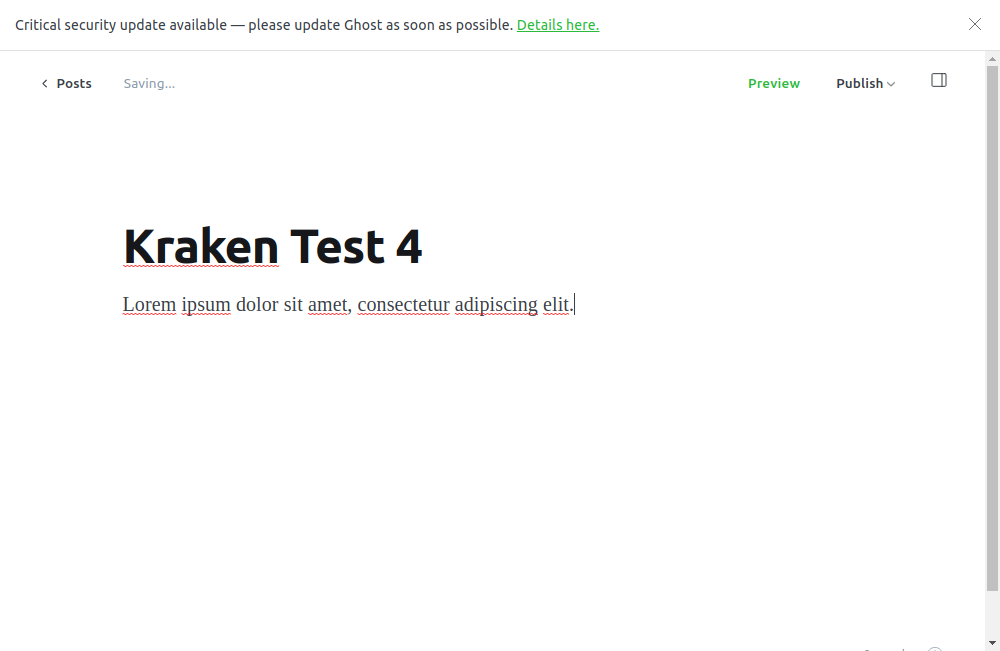 Critical security update available — please update Ghost as soon as possible. Details here.
Posts
Saving...
Preview
Publish
Kraken Test 4
Lorem ipsum dolor sit amet, consectetur adipiscing elit.